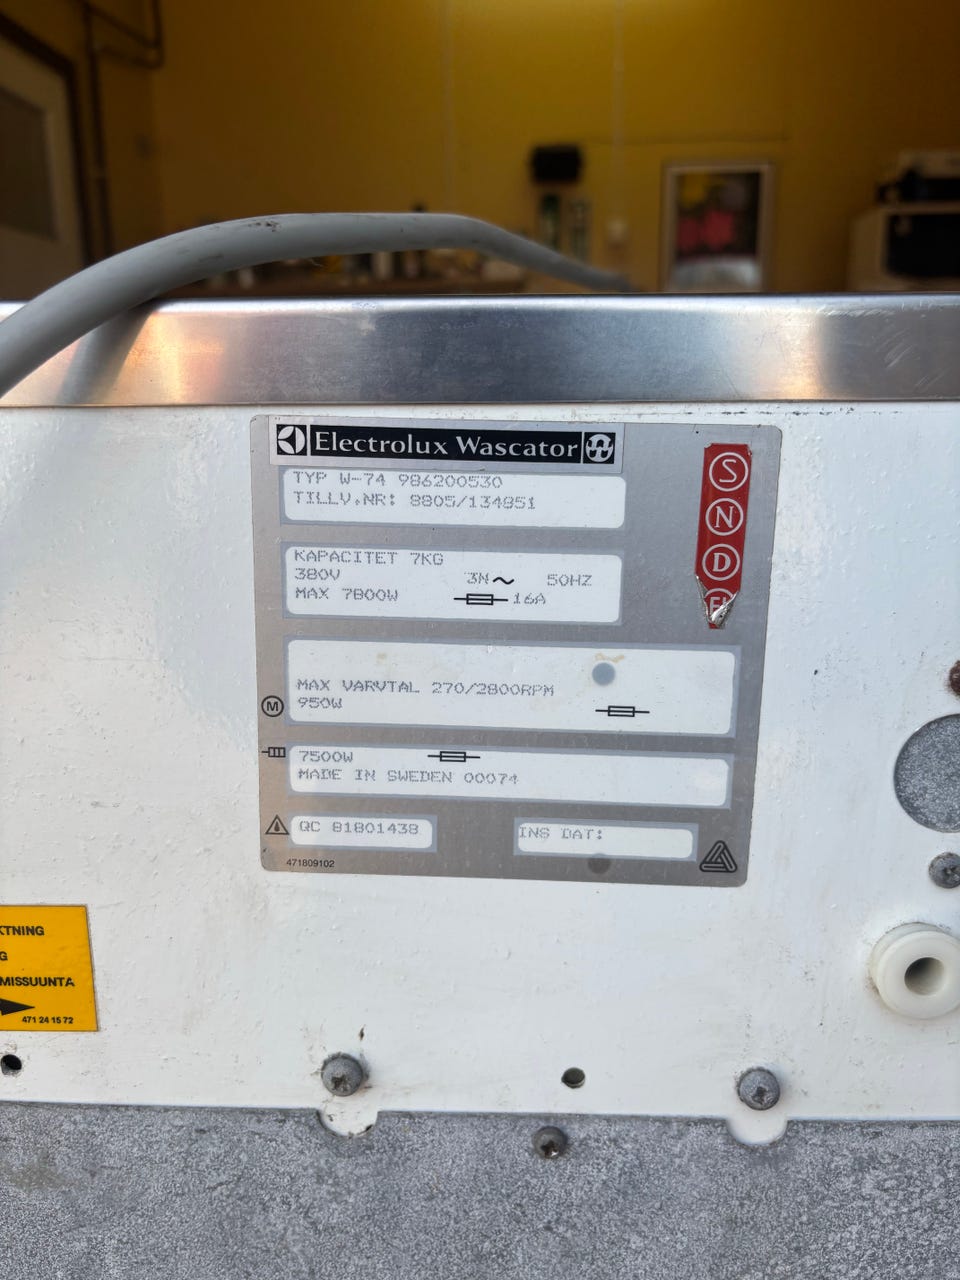 Electrolux Wascator
TYP W-74 986200530
TILLV.NR: 8805/134851
S
N
D
FI
KAPACITET 7KG
380V 3N~ 50HZ
MAX 7800W 16A
MAX VARVTAL 270/2800RPM
M
950W
7500W
MADE IN SWEDEN 00074
QC 81801438
INS DAT:
471809102
KTNING
G
MISSUUNTA
471 24 15 72